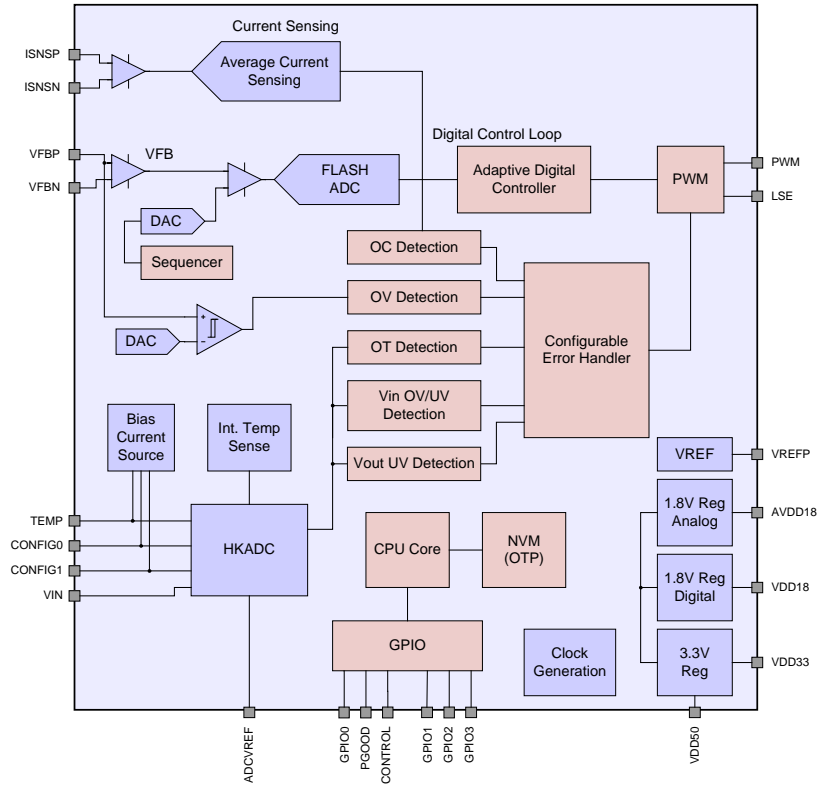 Current Sensing
ISNSP
ISNSN
Average Current
Sensing
VFBP
VFBN
VFB
FLASH
ADC
Digital Control Loop
Adaptive Digital
Controller
PWM
PWM
LSE
DAC
Sequencer
OC Detection
OV Detection
+
-
DAC
OT Detection
Configurable
Error Handler
Vin OV/UV
Detection
Vout UV Detection
Bias
Current
Source
Int. Temp
Sense
VREF
VREFP
TEMP
CONFIG0
CONFIG1
VIN
HKADC
CPU Core
NVM
(OTP)
1.8V Reg
Analog
AVDD18
1.8V Reg
Digital
VDD18
GPIO
Clock
Generation
3.3V
Reg
VDD33
ADCVREF
GPIO0
PGOOD
CONTROL
GPIO1
GPIO2
GPIO3
VDD50